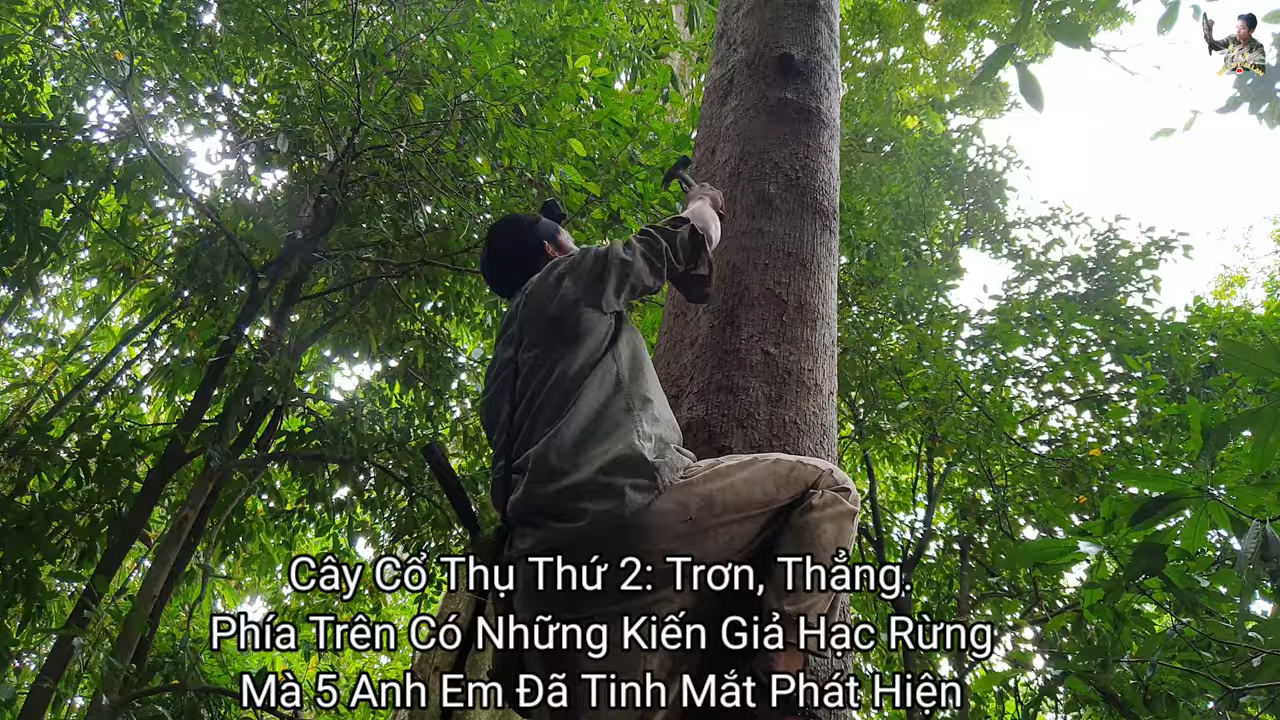 Cây Cổ Thụ Thứ 2: Trơn, Thẳng.
Phía Trên Có Những Kiến Giả Hạc Rừng
Mà 5 Anh Em Đã Tinh Mắt Phát Hiện